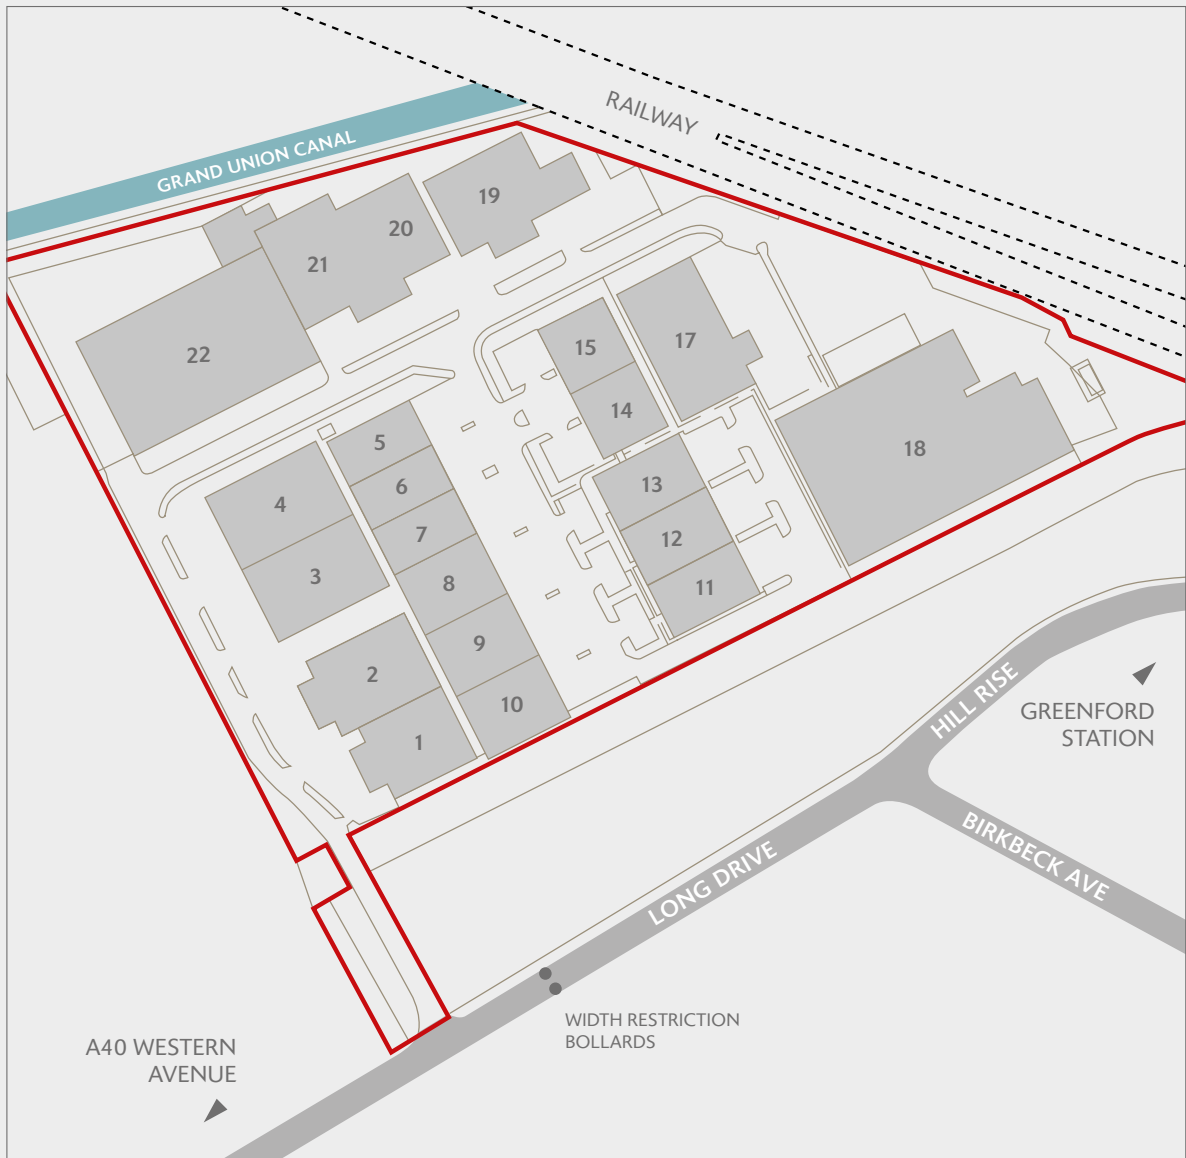 RAILWAY
GRAND UNION CANAL
19
20
21
22
15
17
14
5
18
6
13
4
7
12
3
8
11
9
2
10
1
HILL RISE
GREENFORD
STATION
BIRKBECK AVE
LONG DRIVE
WIDTH RESTRICTION
BOLLARDS
A40 WESTERN
AVENUE